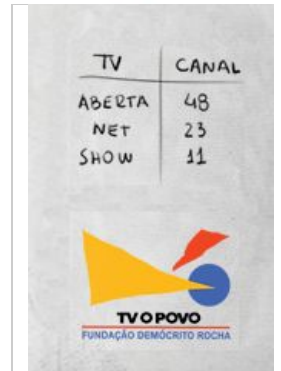 TV CANAL
ABERTA 48
NET 23
SHOW 11
TV O POVO
FUNDAÇÃO DEMÓCRITO ROCHA